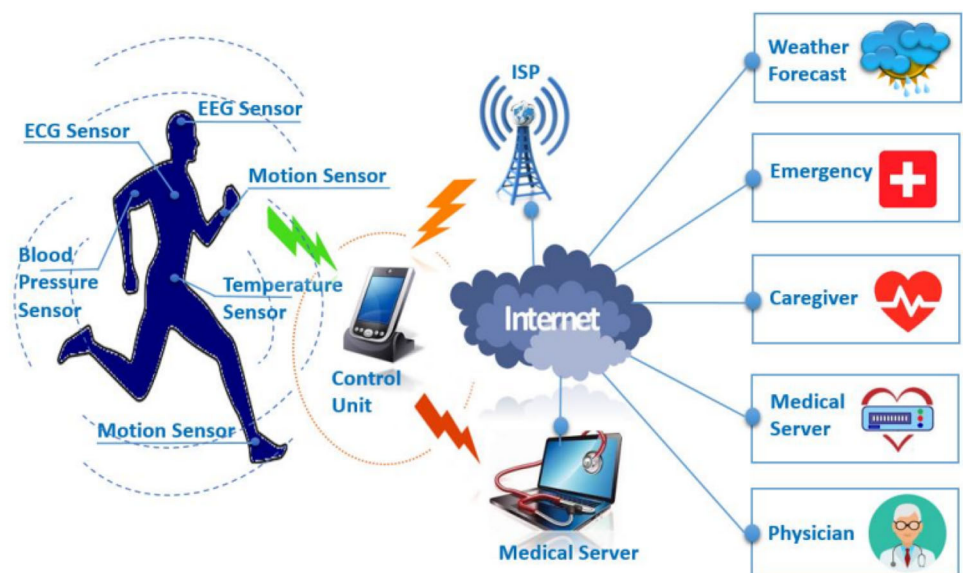 EEG Sensor
ECG Sensor
Motion Sensor
Blood
Pressure
Sensor
Temperature
Sensor
Motion Sensor
Control
Unit
ISP
Internet
Medical Server
Weather
Forecast
Emergency
Caregiver
Medical
Server
Physician